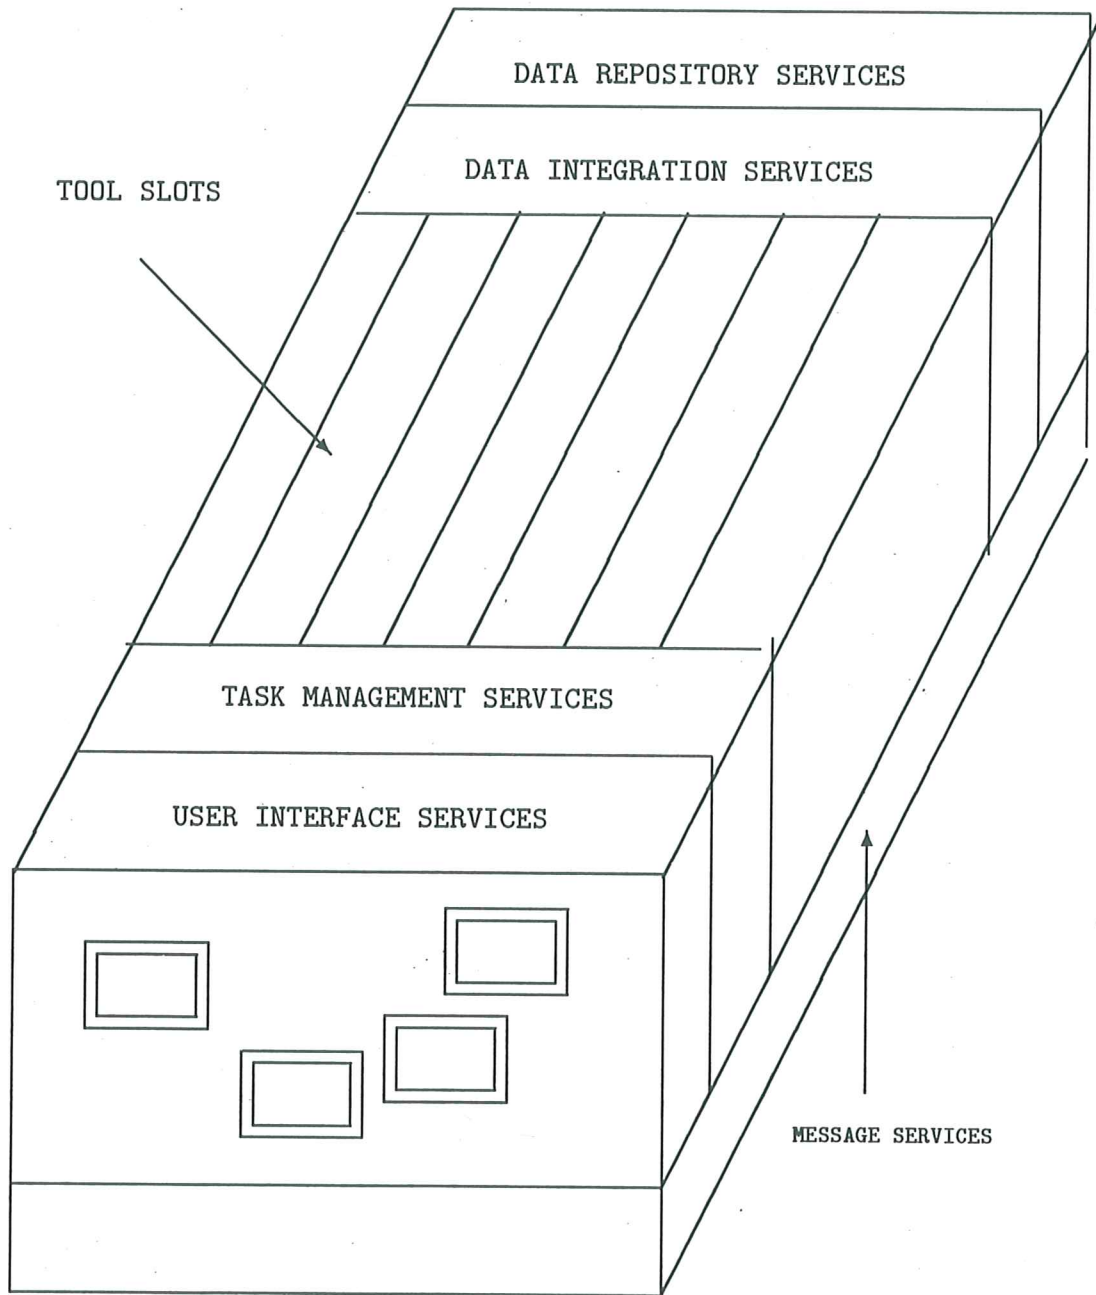 DATA REPOSITORY SERVICES
DATA INTEGRATION SERVICES
TOOL SLOTS
TASK MANAGEMENT SERVICES
USER INTERFACE SERVICES
MESSAGE SERVICES